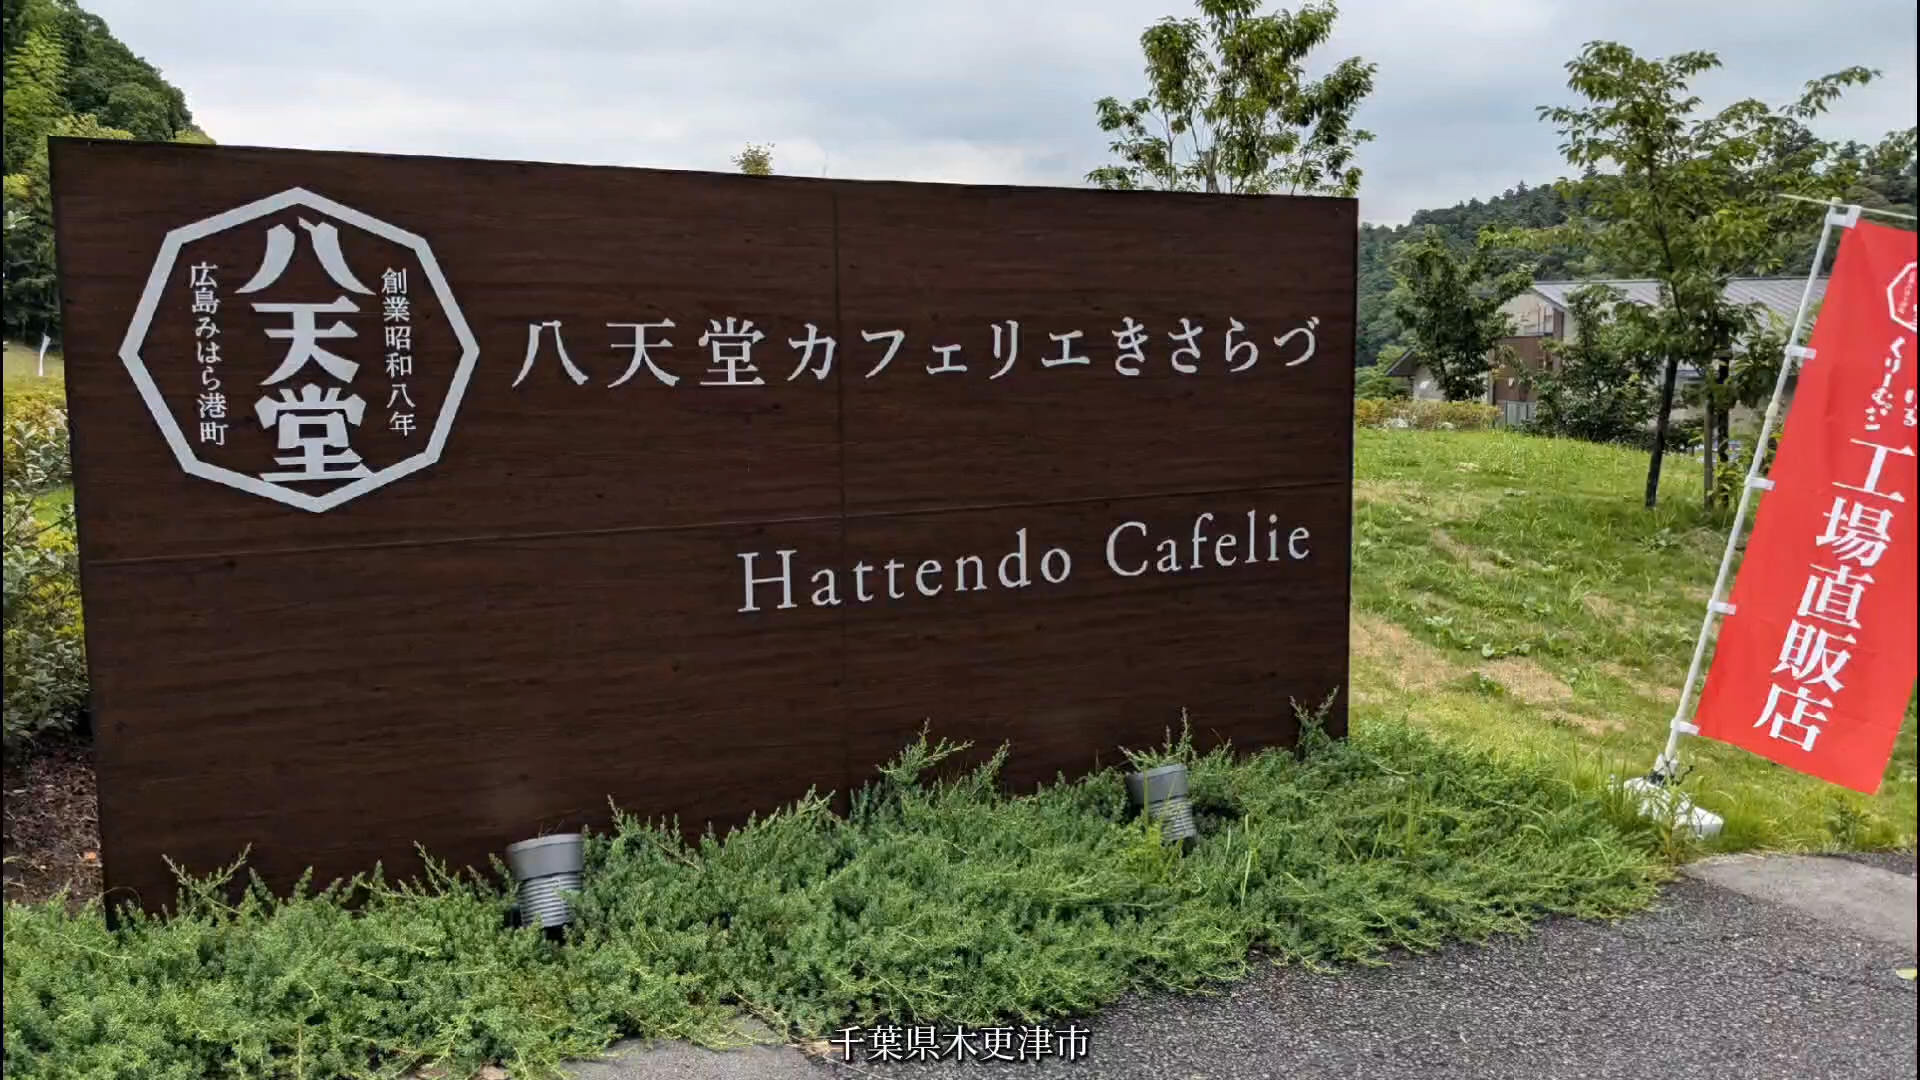 創業昭和八年
八天堂
広島みはら港町
八天堂カフェリエきさらづ
Hattendo Cafelie
くりーむパン
工場直販店
千葉県木更津市